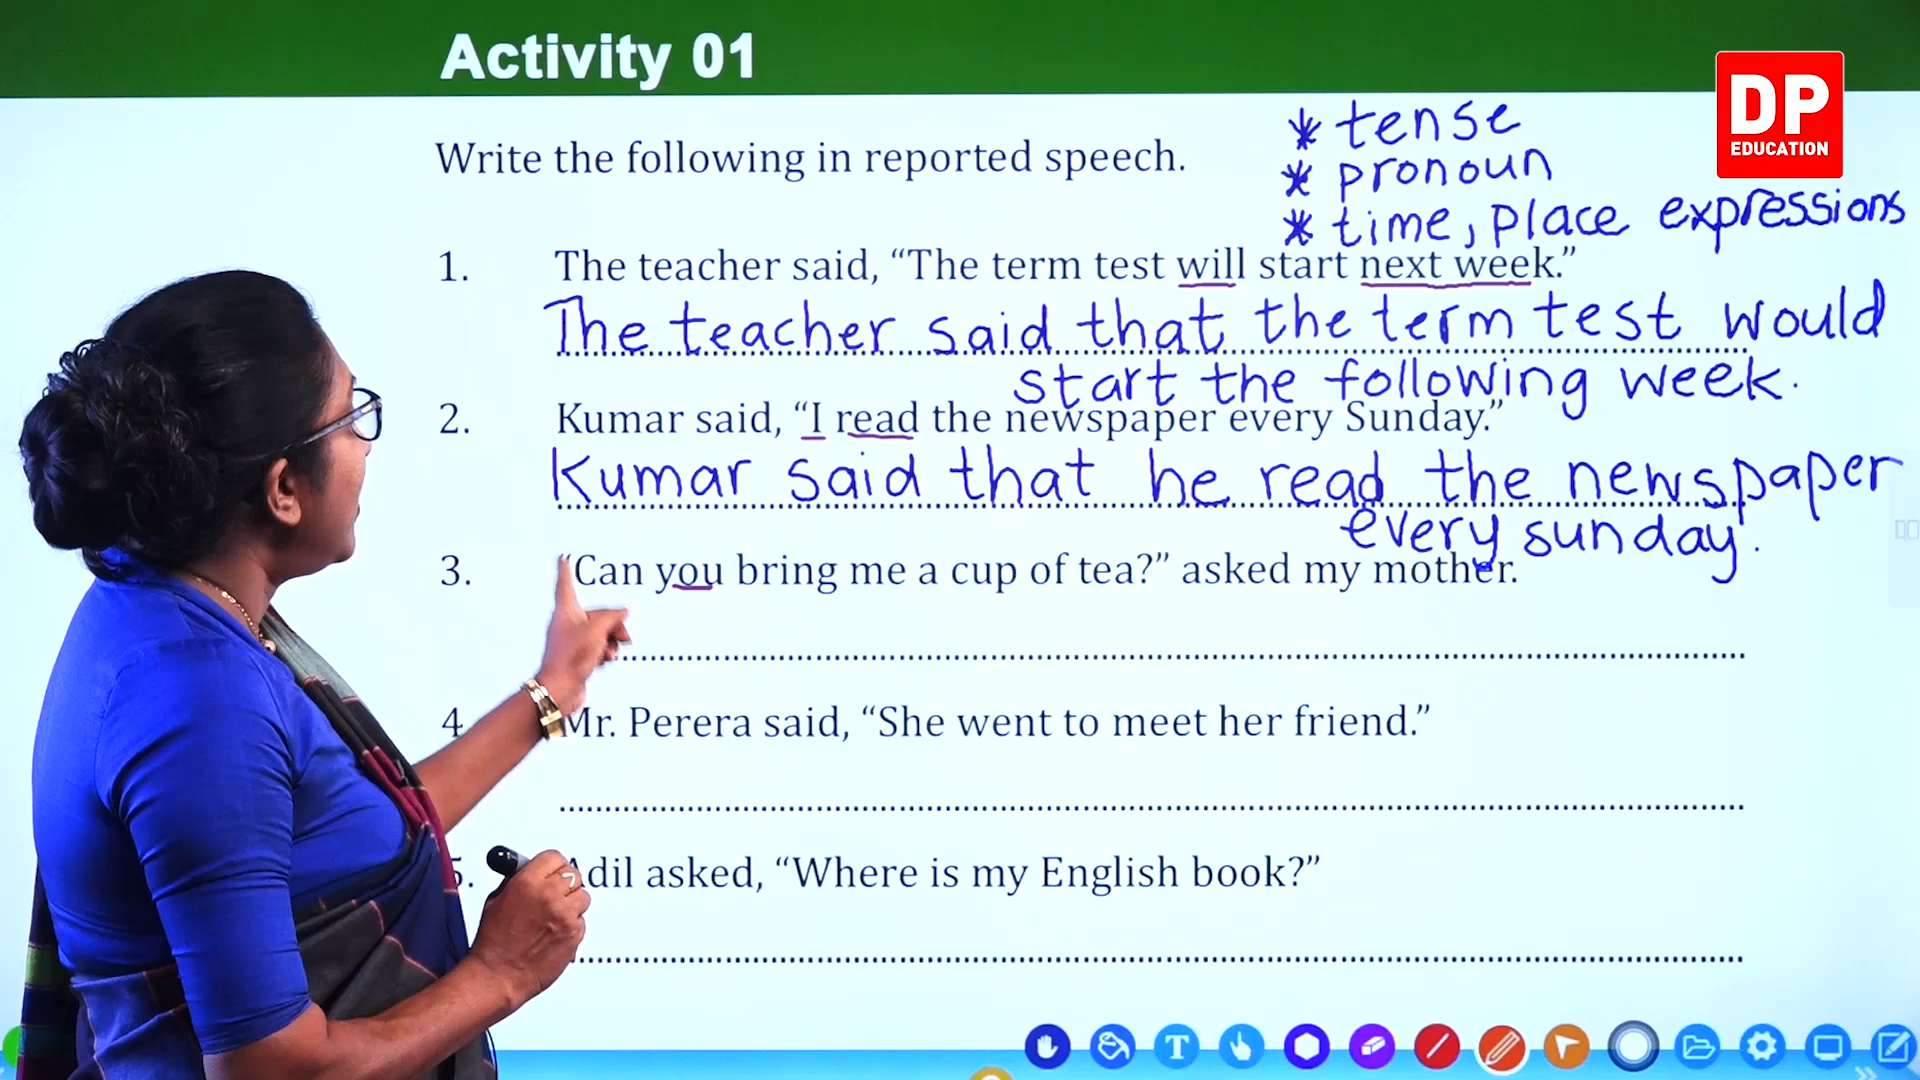 Activity 01
DP
EDUCATION
* tense
Write the following in reported speech.
* pronoun
* time, place expressions
1. The teacher said, “The term test will start next week.”
The teacher said that the term test would
start the following week.
2. Kumar said, “I read the newspaper every Sunday.”
Kumar said that he read the newspaper
every sunday.
3. “Can you bring me a cup of tea?” asked my mother.
4 Mr. Perera said, “She went to meet her friend.”
5. Adil asked, “Where is my English book?”
T